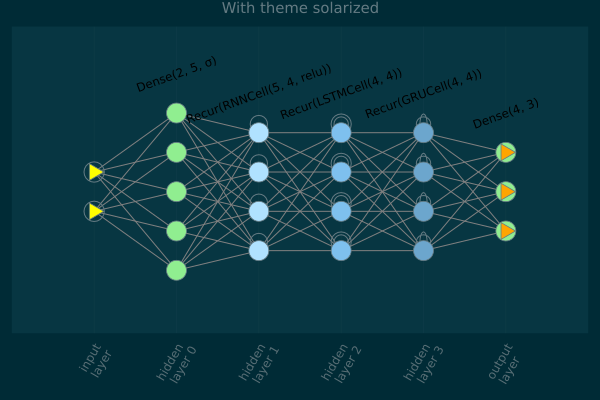 With theme solarized
Dense(2, 5, σ)
Recur(RNNCell(5, 4, relu))
Recur(LSTMCell(4, 4))
Recur(GRUCell(4, 4))
Dense(4, 3)
input
layer
hidden
layer 0
hidden
layer 1
hidden
layer 2
hidden
layer 3
output
layer